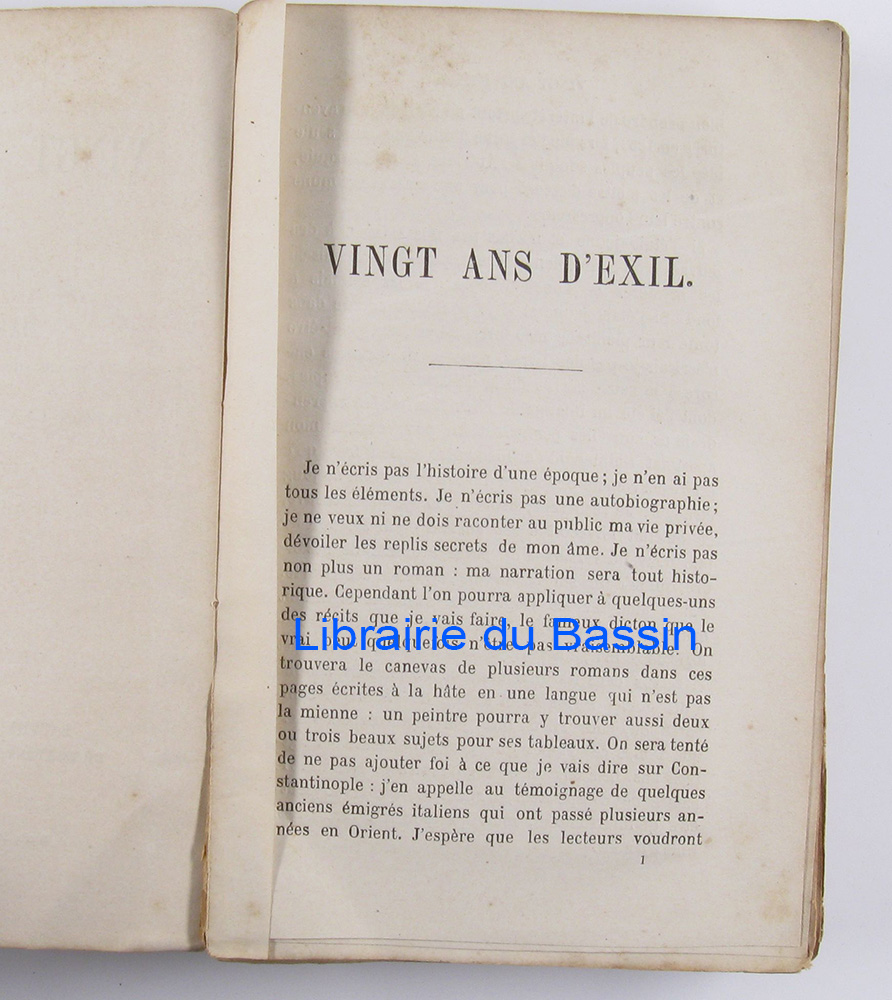 VINGT ANS D'EXIL.
Je n'écris pas l'histoire d'une époque ; je n'en ai pas
tous les éléments. Je n'écris pas une autobiographie ;
je ne veux ni ne dois raconter au public ma vie privée,
dévoiler les replis secrets de mon âme. Je n'écris pas
non plus un roman : ma narration sera tout histo-
rique. Cependant l'on pourra appliquer à quelques-uns
des récits que je vais faire, le fameux dicton que le
Librairie du Bassin
vrai peut quelquefois n'être pas vraisemblable. On
trouvera le canevas de plusieurs romans dans ces
pages écrites à la hâte en une langue qui n'est pas
la mienne : un peintre pourra y trouver aussi deux
ou trois beaux sujets pour ses tableaux. On sera tenté
de ne pas ajouter foi à ce que je vais dire sur Con-
stantinople : j'en appelle au témoignage de quelques
anciens émigrés italiens qui ont passé plusieurs an-
nées en Orient. J'espère que les lecteurs voudront
1